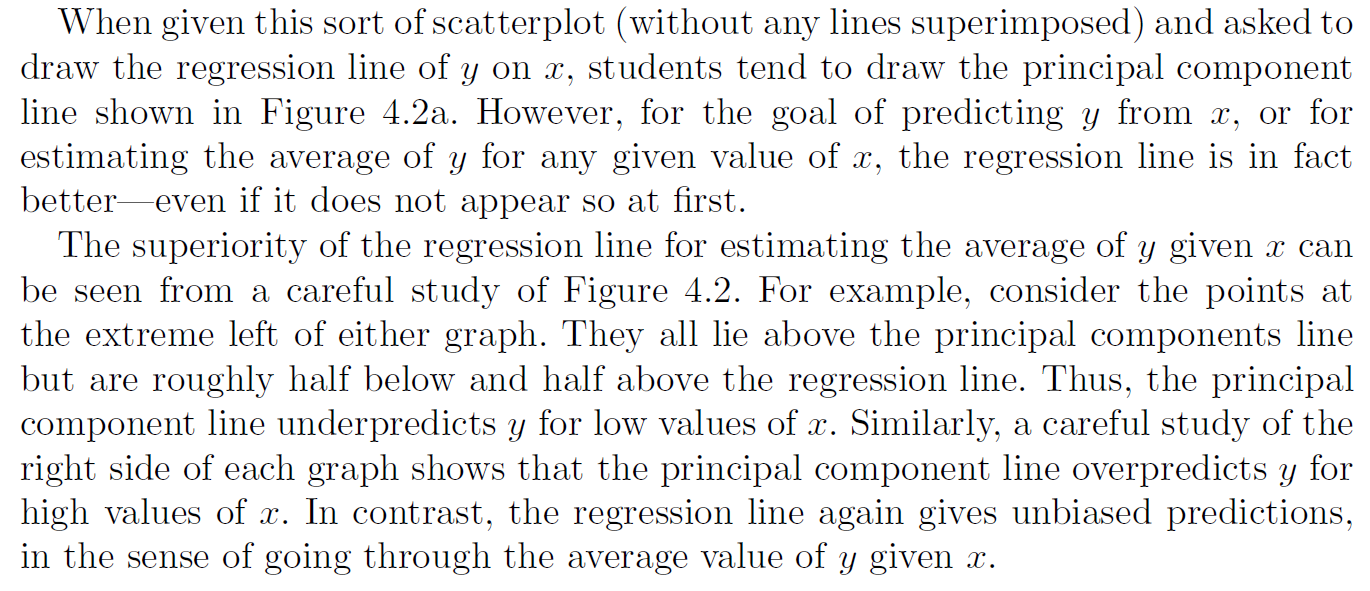 When given this sort of scatterplot (without any lines superimposed) and asked to
draw the regression line of y on x, students tend to draw the principal component
line shown in Figure 4.2a. However, for the goal of predicting y from x, or for
estimating the average of y for any given value of x, the regression line is in fact
better—even if it does not appear so at first.
The superiority of the regression line for estimating the average of y given x can
be seen from a careful study of Figure 4.2. For example, consider the points at
the extreme left of either graph. They all lie above the principal components line
but are roughly half below and half above the regression line. Thus, the principal
component line underpredicts y for low values of x. Similarly, a careful study of the
right side of each graph shows that the principal component line overpredicts y for
high values of x. In contrast, the regression line again gives unbiased predictions,
in the sense of going through the average value of y given x.